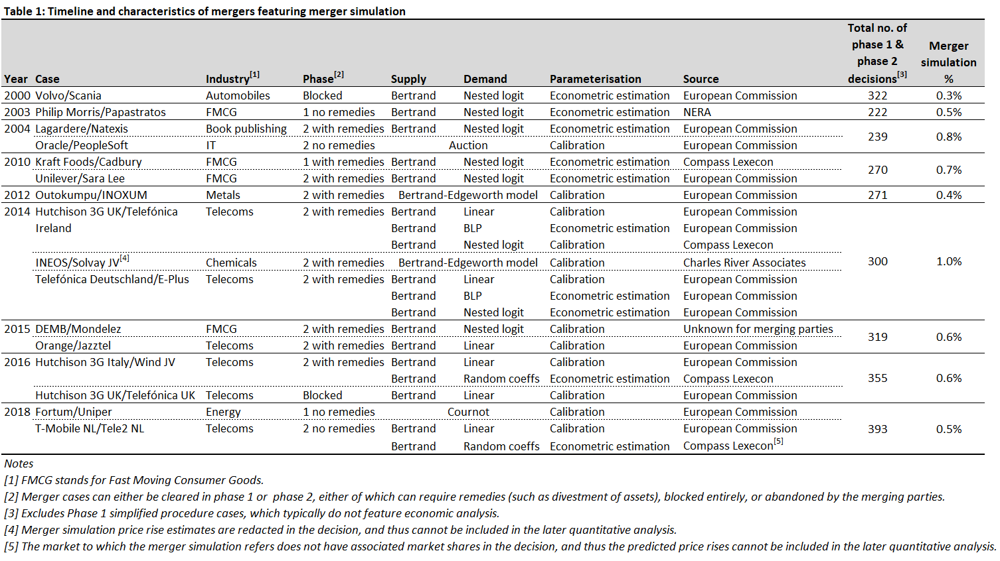 Table 1: Timeline and characteristics of mergers featuring merger simulation
Total no. of
phase 1 & Merger
phase 2 simulation
Year Case Industry[1] Phase[2] Supply Demand Parameterisation Source decisions[3] %
2000 Volvo/Scania Automobiles Blocked Bertrand Nested logit Econometric estimation European Commission 322 0.3%
2003 Philip Morris/Papastratos FMCG 1 no remedies Bertrand Nested logit Econometric estimation NERA 222 0.5%
2004 Lagardere/Natexis Book publishing 2 with remedies Bertrand Nested logit Econometric estimation European Commission
239 0.8%
Oracle/PeopleSoft IT 2 no remedies Auction Calibration European Commission
2010 Kraft Foods/Cadbury FMCG 1 with remedies Bertrand Nested logit Econometric estimation Compass Lexecon
270 0.7%
Unilever/Sara Lee FMCG 2 with remedies Bertrand Nested logit Econometric estimation European Commission
2012 Outokumpu/INOXUM Metals 2 with remedies Bertrand-Edgeworth model Calibration European Commission 271 0.4%
2014 Hutchison 3G UK/Telefónica Telecoms 2 with remedies Bertrand Linear Calibration European Commission
Ireland Bertrand BLP Econometric estimation European Commission
Bertrand Nested logit Calibration Compass Lexecon
INEOS/Solvay JV[4] Chemicals 2 with remedies Bertrand-Edgeworth model Calibration Charles River Associates 300 1.0%
Telefónica Deutschland/E-Plus Telecoms 2 with remedies Bertrand Linear Calibration European Commission
Bertrand BLP Econometric estimation European Commission
Bertrand Nested logit Econometric estimation European Commission
2015 DEMB/Mondelez FMCG 2 with remedies Bertrand Nested logit Calibration Unknown for merging parties
319 0.6%
Orange/Jazztel Telecoms 2 with remedies Bertrand Linear Calibration European Commission
2016 Hutchison 3G Italy/Wind JV Telecoms 2 with remedies Bertrand Linear Calibration European Commission
Bertrand Random coeffs Econometric estimation Compass Lexecon 355 0.6%
Hutchison 3G UK/Telefónica UK Telecoms Blocked Bertrand Linear Calibration European Commission
2018 Fortum/Uniper Energy 1 no remedies Cournot Calibration European Commission
T-Mobile NL/Tele2 NL Telecoms 2 no remedies Bertrand Linear Calibration European Commission 393 0.5%
Bertrand Random coeffs Econometric estimation Compass Lexecon[5]
Notes
[1] FMCG stands for Fast Moving Consumer Goods.
[2] Merger cases can either be cleared in phase 1 or  phase 2, either of which can require remedies (such as divestment of assets), blocked entirely, or abandoned by the merging parties.
[3] Excludes Phase 1 simplified procedure cases, which typically do not feature economic analysis.
[4] Merger simulation price rise estimates are redacted in the decision, and thus cannot be included in the later quantitative analysis.
[5] The market to which the merger simulation refers does not have associated market shares in the decision, and thus the predicted price rises cannot be included in the later quantitative analysis.